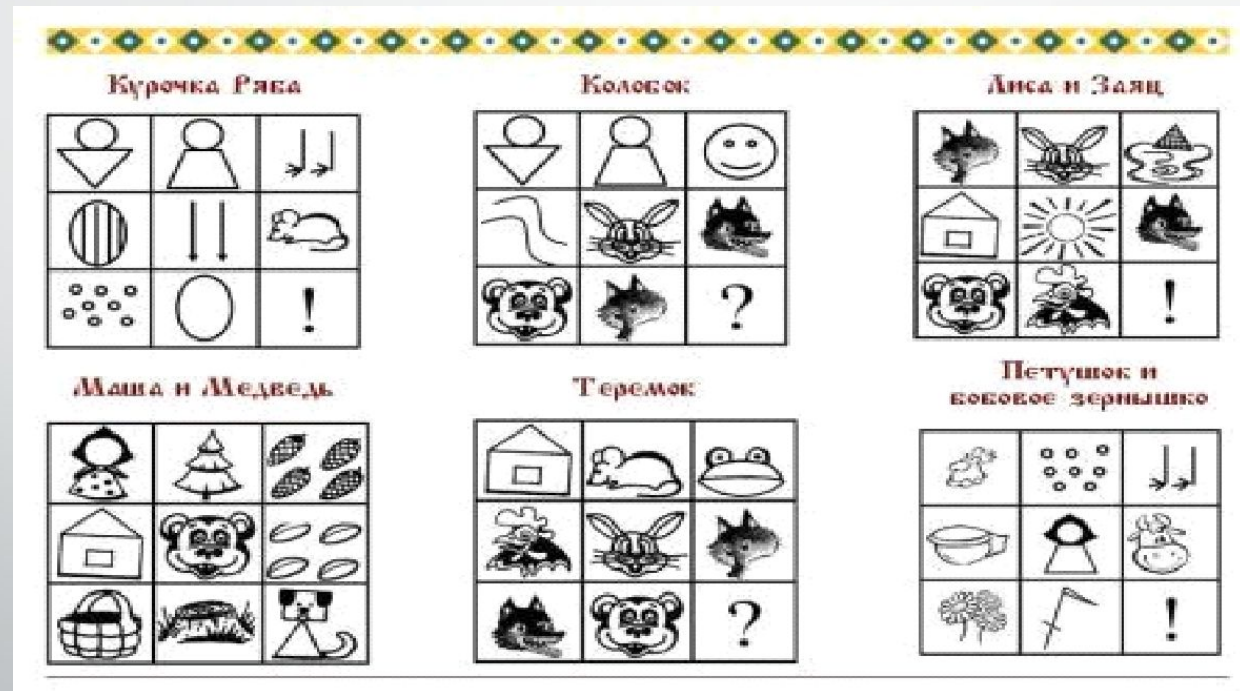 Курочка Ряба
Колобок
Лиса и Заяц
!
?
!
Маша и Медведь
Теремок
Петушок и
бобовое зернышко
?
!